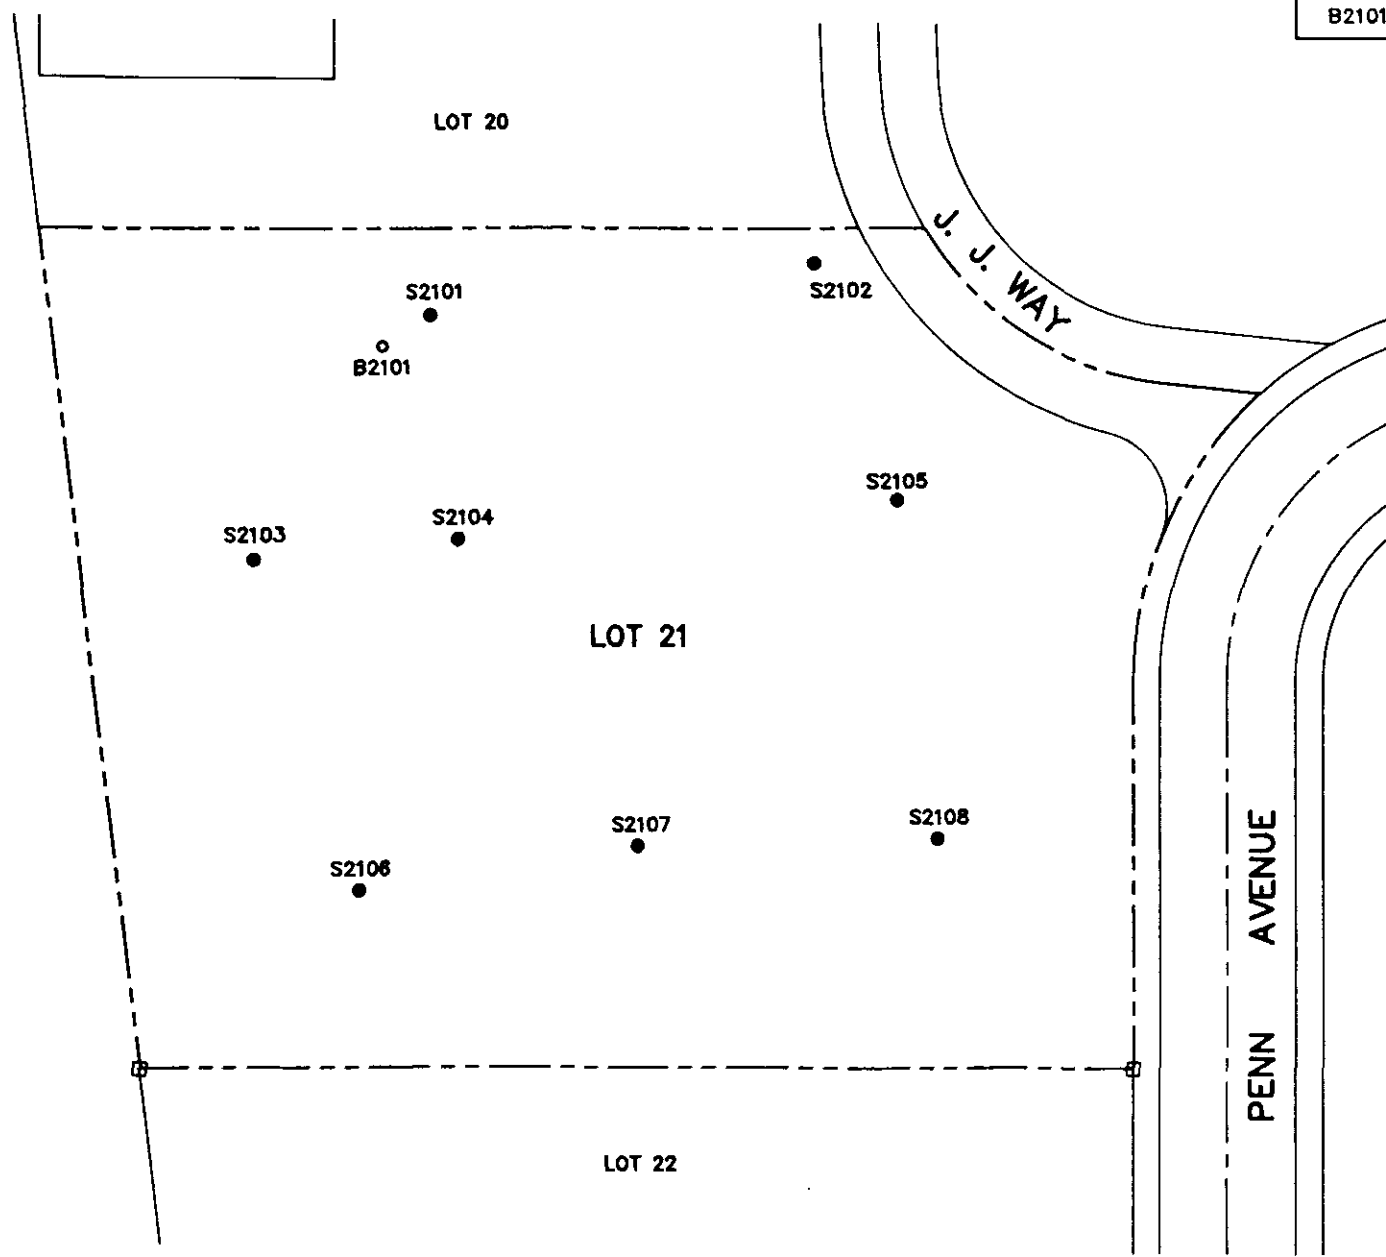 B2101
LOT 20
J. J. WAY
S2101
S2102
B2101
S2105
S2104
S2103
LOT 21
S2107
S2108
S2106
PENN AVENUE
LOT 22